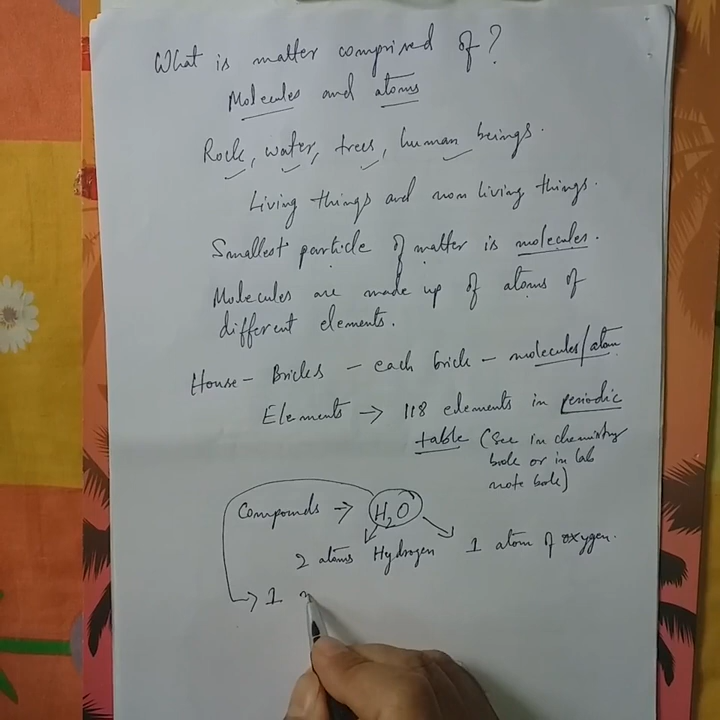 What is matter comprised of?
Molecules and atoms
Rock, water, trees, human beings.
Living things and non living things.
Smallest particle of matter is molecules.
Molecules are made up of atoms of
different elements.
House - Bricks - each brick - molecules/atom
Elements → 118 elements in periodic
table (See in chemistry
book or in lab
note book)
Compounds → H₂O
2 atoms Hydrogen 1 atom of oxygen.
→ 1